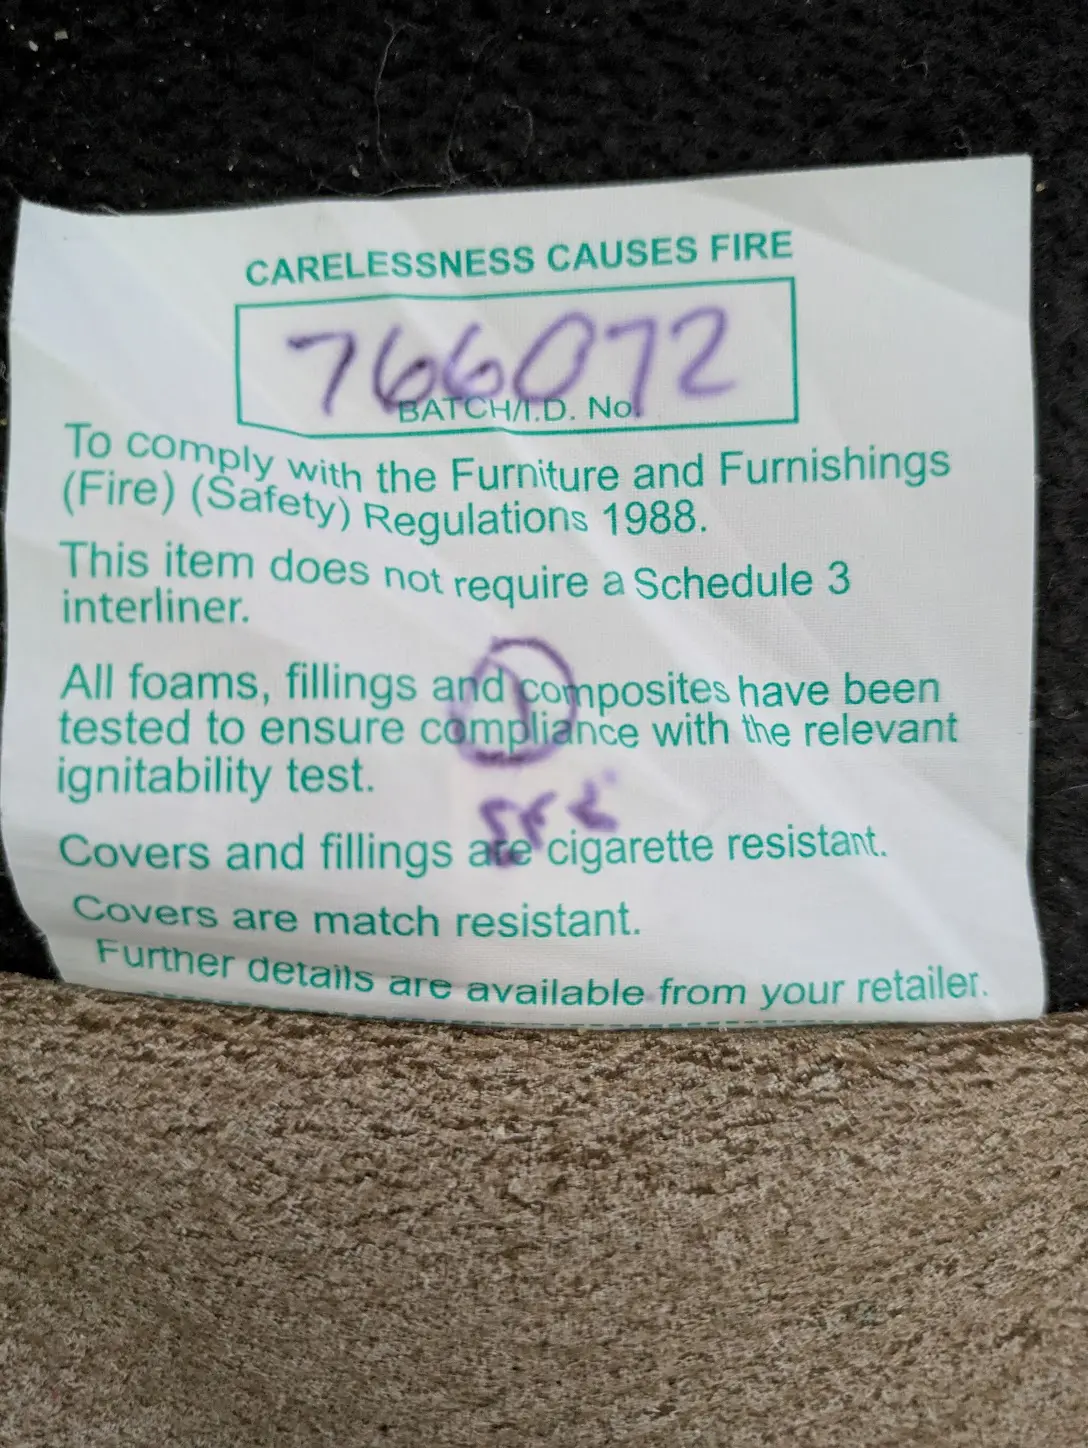 CARELESSNESS CAUSES FIRE
766072
BATCH/I.D. No.
To comply with the Furniture and Furnishings
(Fire) (Safety) Regulations 1988.
This item does not require a Schedule 3
interliner.
All foams, fillings and composites have been
tested to ensure compliance with the relevant
ignitability test.
Covers and fillings are cigarette resistant.
Covers are match resistant.
Further details are available from your retailer.